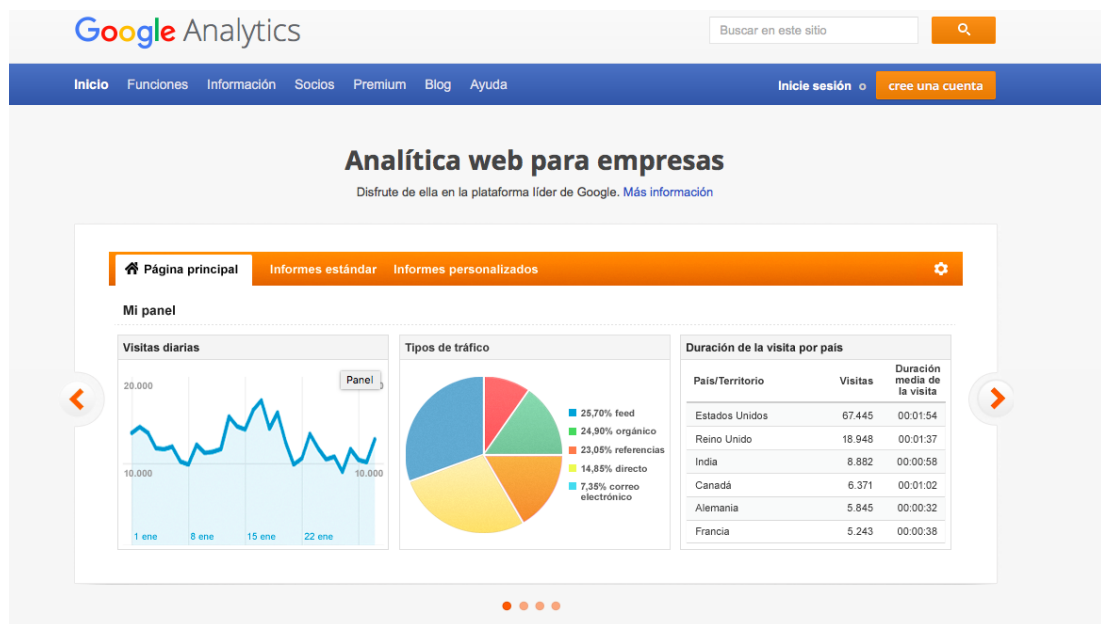 Google Analytics
Buscar en este sitio
Inicio Funciones Información Socios Premium Blog Ayuda
Inicie sesión o cree una cuenta
Analítica web para empresas
Disfrute de ella en la plataforma líder de Google. Más información
Página principal Informes estándar Informes personalizados
Mi panel
Visitas diarias
20.000
Panel
10.000 10.000
1 ene 8 ene 15 ene 22 ene
Tipos de tráfico
25,70% feed
24,90% orgánico
23,05% referencias
14,85% directo
7,35% correo
electrónico
Duración de la visita por país
País/Territorio Visitas Duración
media de
la visita
Estados Unidos 67.445 00:01:54
Reino Unido 18.948 00:01:37
India 8.882 00:00:58
Canadá 6.371 00:01:02
Alemania 5.845 00:00:32
Francia 5.243 00:00:38